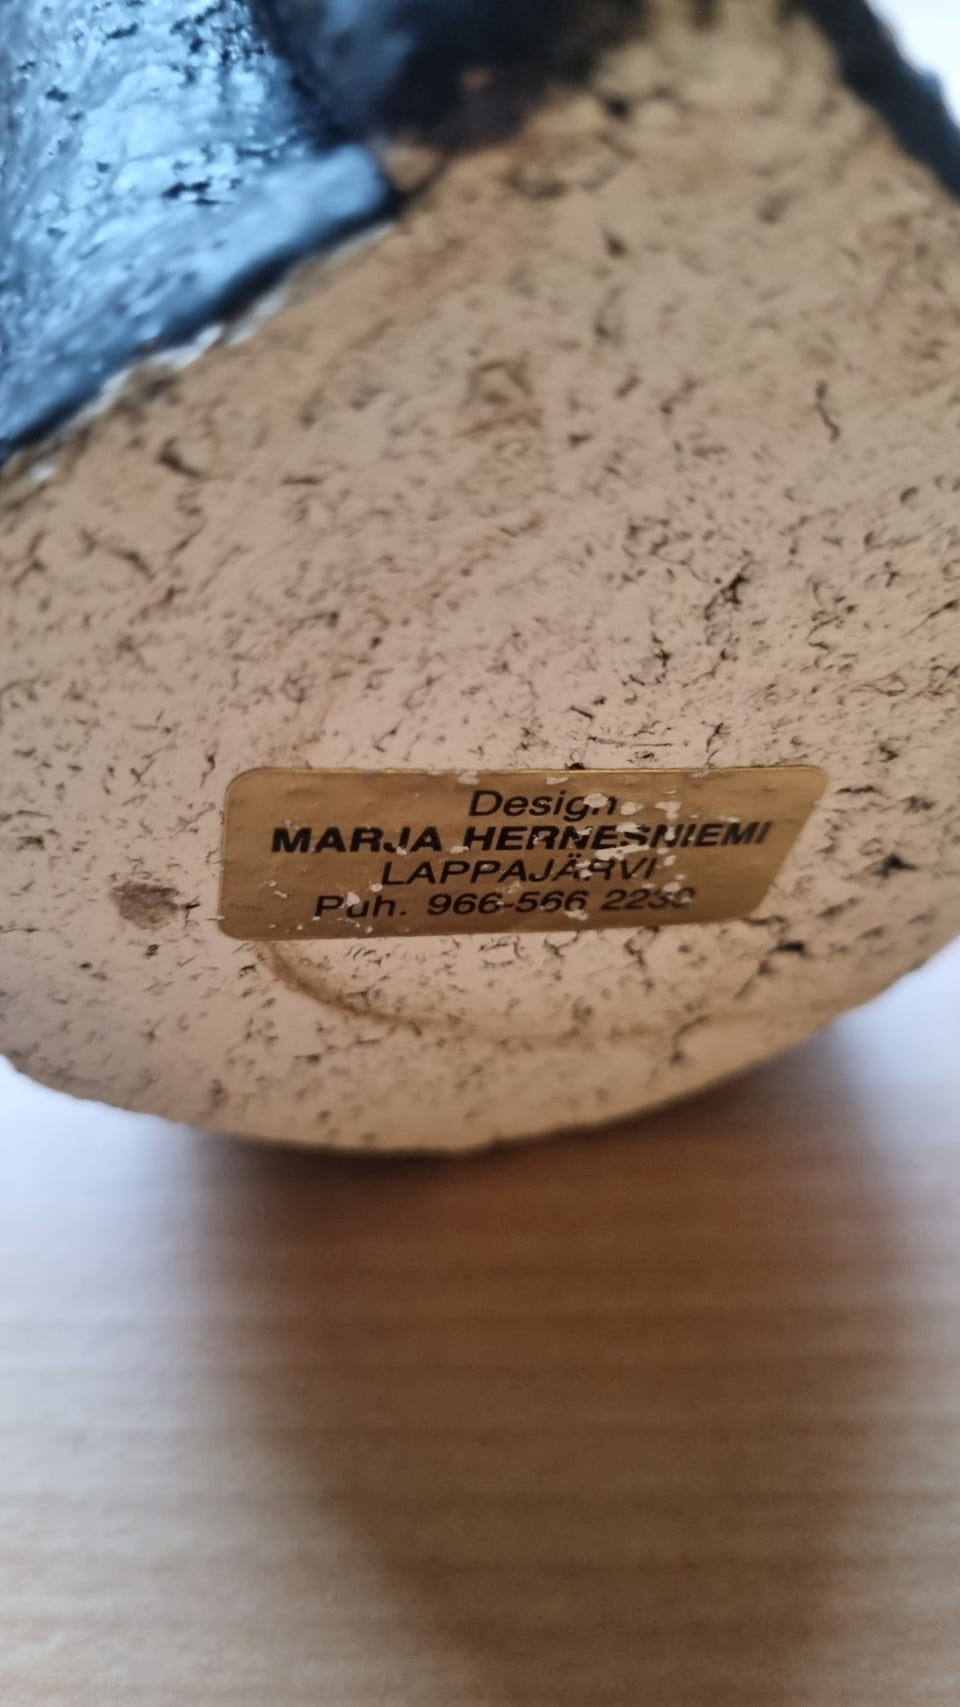 Design
MARJA HERNESNIEMI
LAPPAJÄRVI
Puh. 966-566 2230